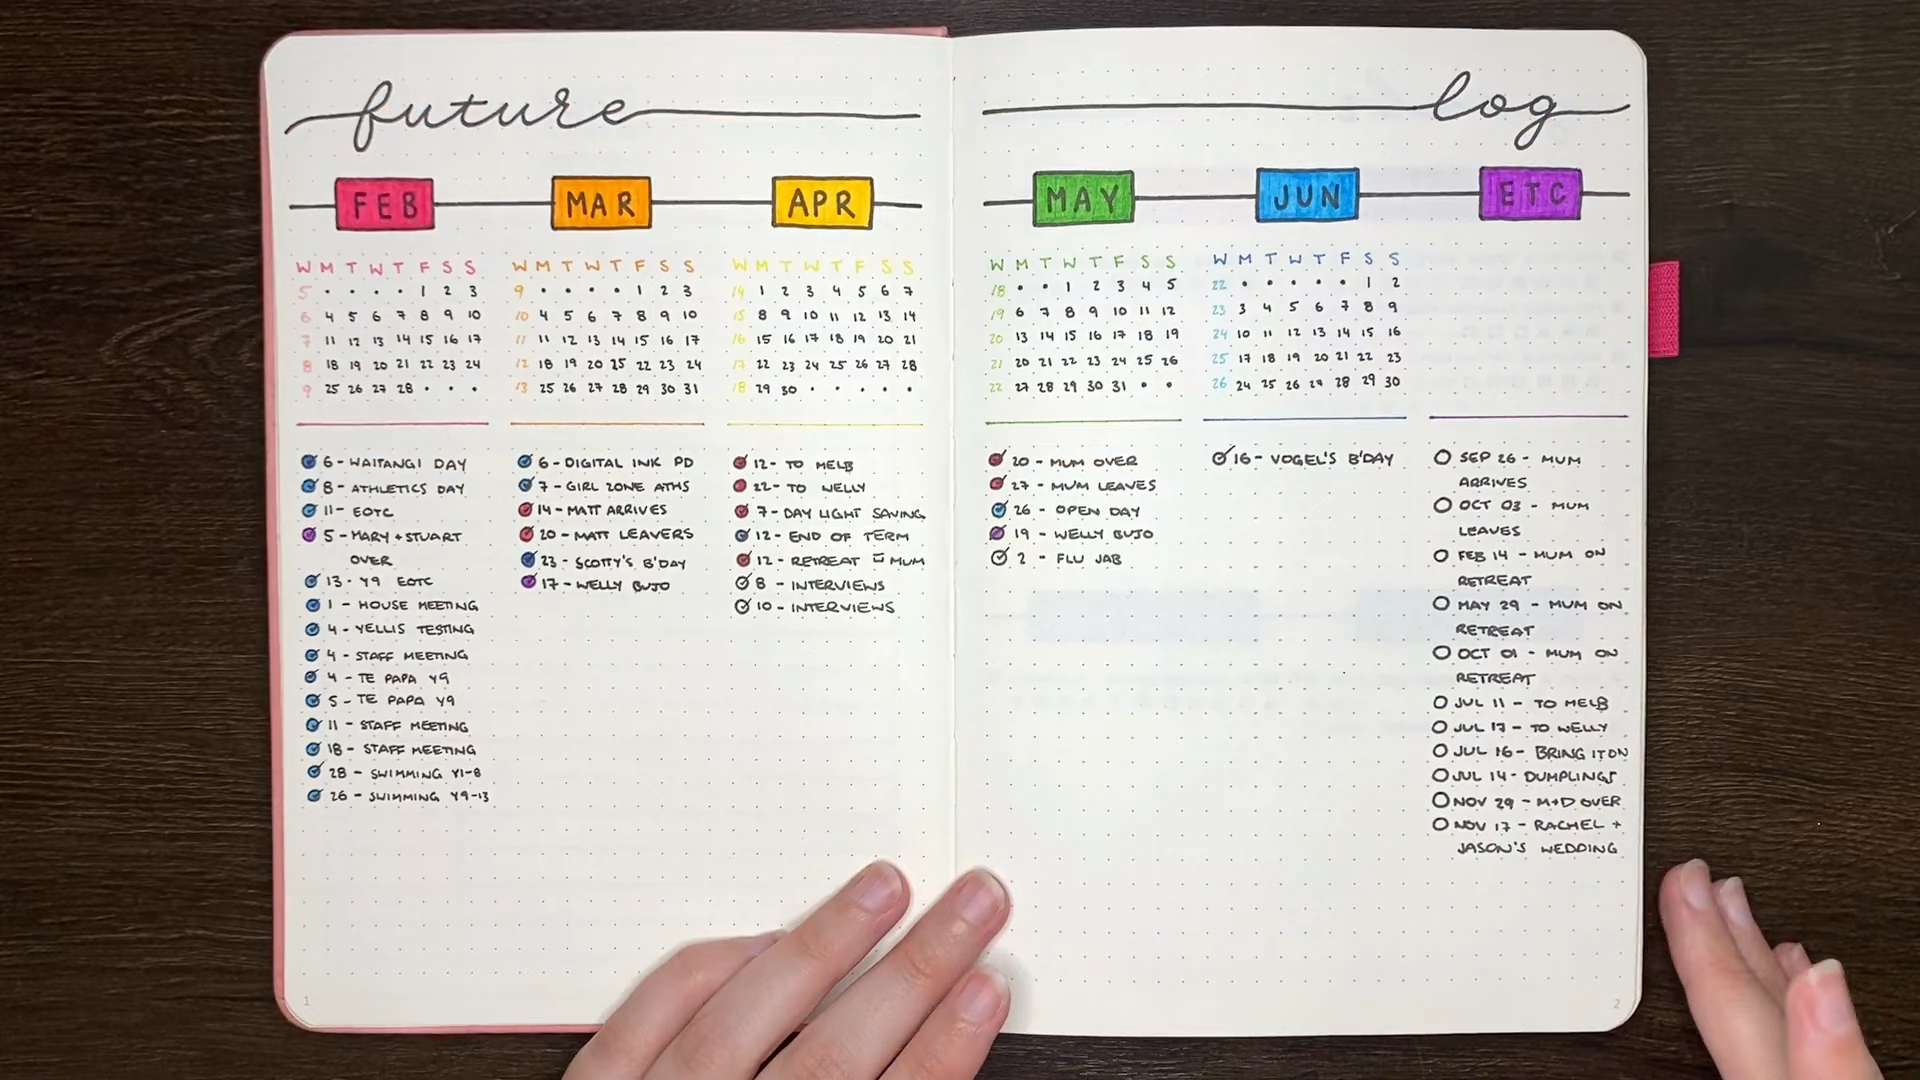 future
log
FEB
W M T W T F S S
5 • • • • 1 2 3
6 4 5 6 7 8 9 10
7 11 12 13 14 15 16 17
8 18 19 20 21 22 23 24
9 25 26 27 28 • • •
6 - WAITANGI DAY
8 - ATHLETICS DAY
11 - EOTC
5 - MARY + STUART
OVER
13 - Y9 EOTC
1 - HOUSE MEETING
4 - YELLIS TESTING
4 - STAFF MEETING
4 - TE PAPA Y9
5 - TE PAPA Y9
11 - STAFF MEETING
18 - STAFF MEETING
28 - SWIMMING Y1-8
26 - SWIMMING Y9-13
MAR
W M T W T F S S
9 • • • • 1 2 3
10 4 5 6 7 8 9 10
11 11 12 13 14 15 16 17
12 18 19 20 21 22 23 24
13 25 26 27 28 29 30 31
6 - DIGITAL INK PD
7 - GIRL ZONE ATHS
14 - MATT ARRIVES
20 - MATT LEAVERS
23 - SCOTTY'S B'DAY
17 - WELLY BUJO
APR
W M T W T F S S
14 1 2 3 4 5 6 7
15 8 9 10 11 12 13 14
16 15 16 17 18 19 20 21
17 22 23 24 25 26 27 28
18 29 30 • • • • •
12 - TO MELB
22 - TO WELLY
7 - DAY LIGHT SAVING
12 - END OF TERM
12 - RETREAT MUM
8 - INTERVIEWS
10 - INTERVIEWS
1
MAY
W M T W T F S S
18 • • 1 2 3 4 5
19 6 7 8 9 10 11 12
20 13 14 15 16 17 18 19
21 20 21 22 23 24 25 26
22 27 28 29 30 31 • •
20 - MUM OVER
27 - MUM LEAVES
26 - OPEN DAY
19 - WELLY BUJO
2 - FLU JAB
JUN
W M T W T F S S
22 • • • • • 1 2
23 3 4 5 6 7 8 9
24 10 11 12 13 14 15 16
25 17 18 19 20 21 22 23
26 24 25 26 27 28 29 30
16 - VOGEL'S B'DAY
ETC
SEP 26 - MUM
ARRIVES
OCT 03 - MUM
LEAVES
FEB 14 - MUM ON
RETREAT
MAY 29 - MUM ON
RETREAT
OCT 01 - MUM ON
RETREAT
JUL 11 - TO MELB
JUL 17 - TO WELLY
JUL 16 - BRING IT ON
JUL 14 - DUMPLINGS
NOV 29 - M+D OVER
NOV 17 - RACHEL +
JASON'S WEDDING
2